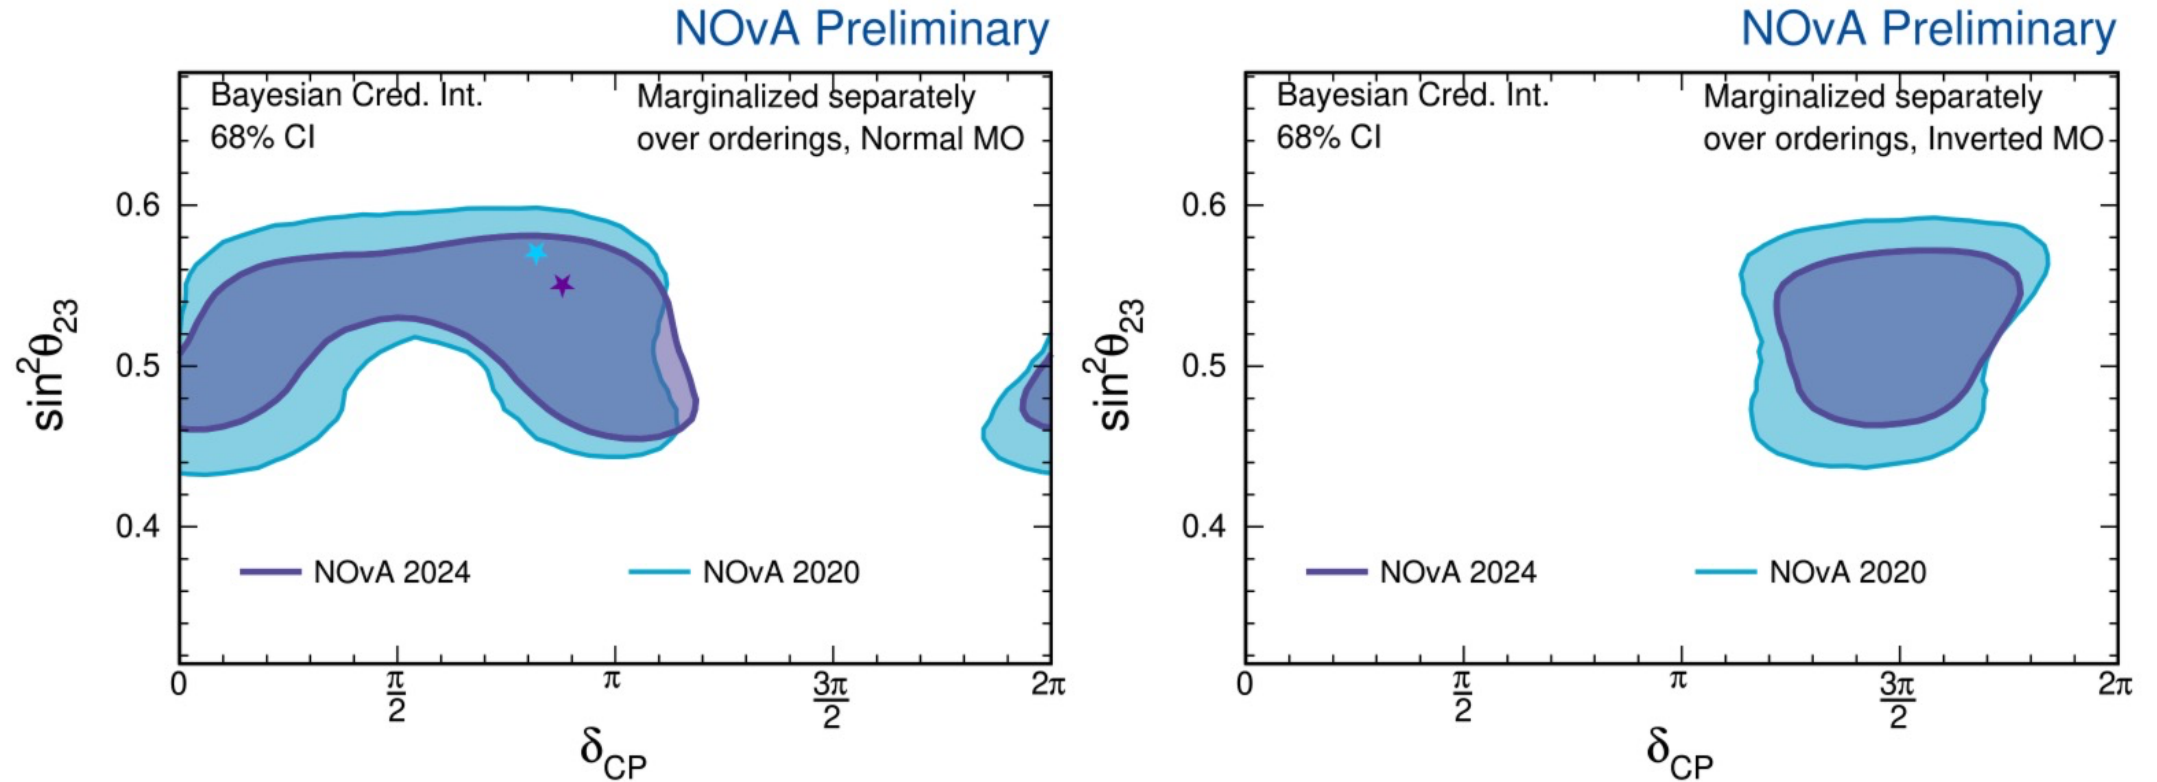 NOvA Preliminary
Bayesian Cred. Int.
68% CI
Marginalized separately
over orderings, Normal MO
0.6
0.5
0.4
sin²θ₂₃
NOvA 2024
NOvA 2020
0
π/2
π
3π/2
2π
δCP
NOvA Preliminary
Bayesian Cred. Int.
68% CI
Marginalized separately
over orderings, Inverted MO
0.6
0.5
0.4
sin²θ₂₃
NOvA 2024
NOvA 2020
0
π/2
π
3π/2
2π
δCP